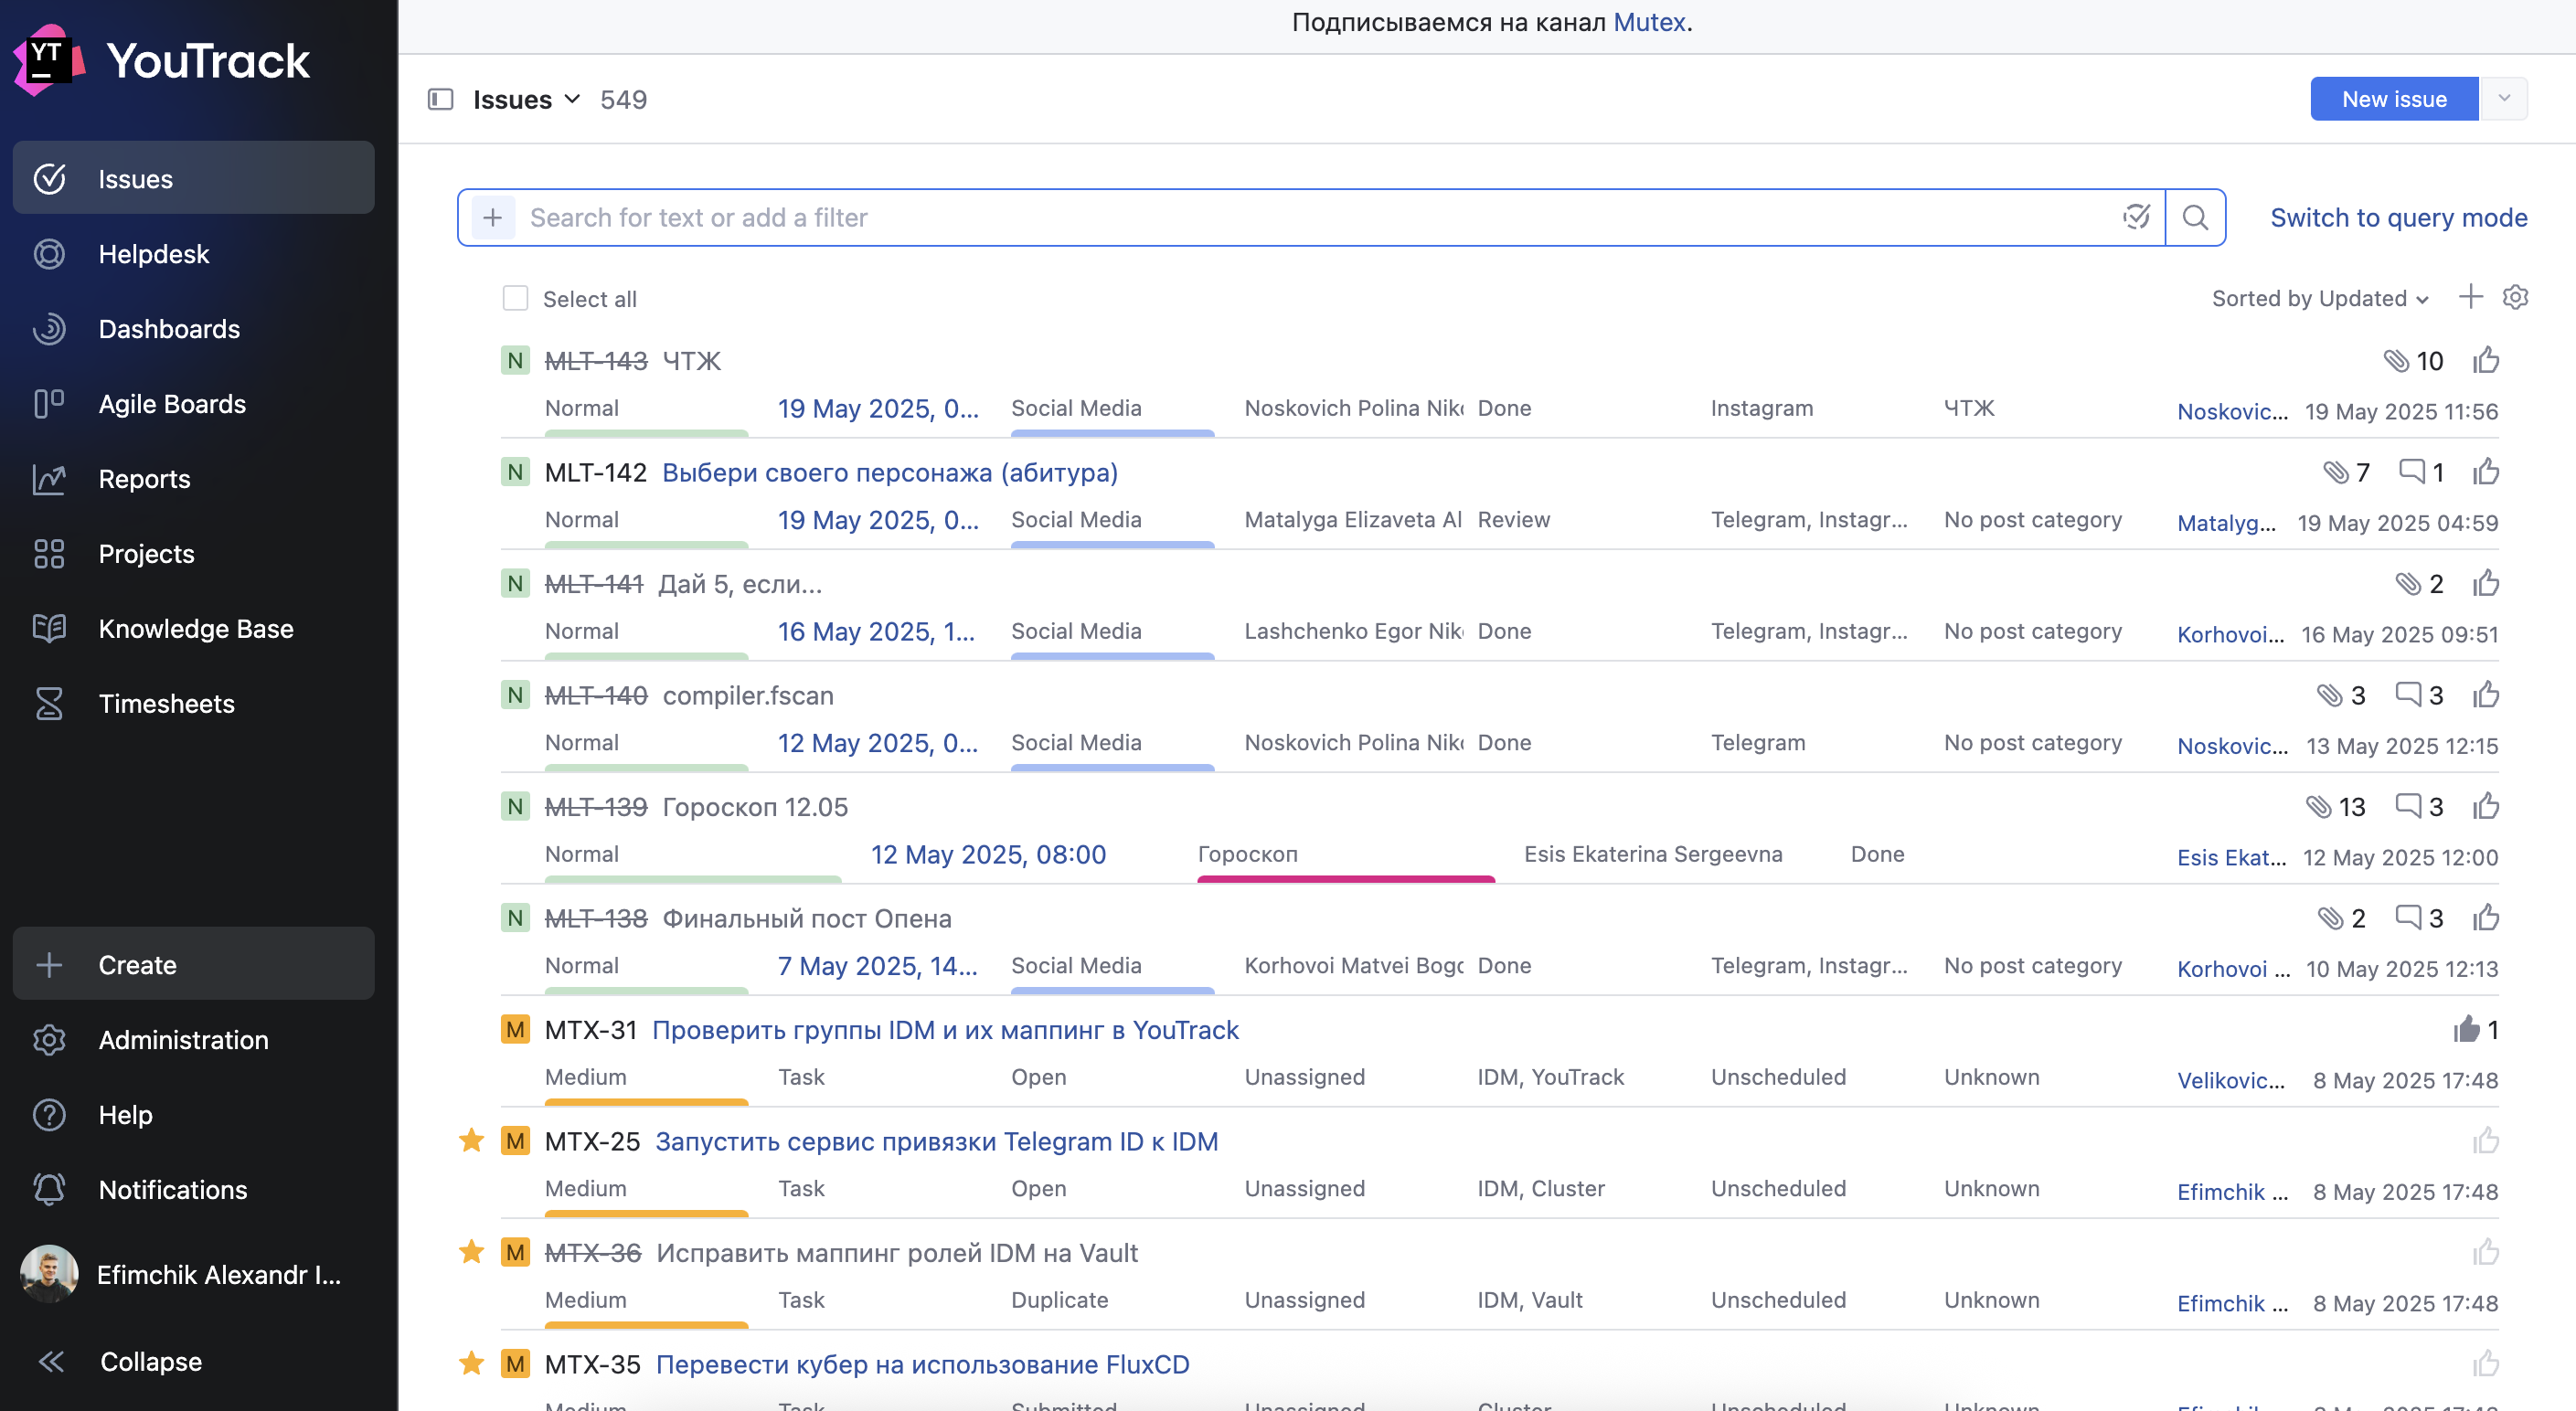 Подписываемся на канал Mutex.
YT YouTrack
Issues 549
New issue
Issues
Helpdesk
Dashboards
Agile Boards
Reports
Projects
Knowledge Base
Timesheets
Create
Administration
Help
Notifications
Efimchik Alexandr I...
Collapse
Search for text or add a filter
Switch to query mode
Select all
Sorted by Updated
N MLT-143 ЧТЖ 10
Normal 19 May 2025, 0... Social Media Noskovich Polina Nik Done Instagram ЧТЖ Noskovic... 19 May 2025 11:56
N MLT-142 Выбери своего персонажа (абитура) 7 1
Normal 19 May 2025, 0... Social Media Matalyga Elizaveta Al Review Telegram, Instagr... No post category Matalyg... 19 May 2025 04:59
N MLT-141 Дай 5, если... 2
Normal 16 May 2025, 1... Social Media Lashchenko Egor Nik Done Telegram, Instagr... No post category Korhovoi... 16 May 2025 09:51
N MLT-140 compiler.fscan 3 3
Normal 12 May 2025, 0... Social Media Noskovich Polina Nik Done Telegram No post category Noskovic... 13 May 2025 12:15
N MLT-139 Гороскоп 12.05 13 3
Normal 12 May 2025, 08:00 Гороскоп Esis Ekaterina Sergeevna Done Esis Ekat... 12 May 2025 12:00
N MLT-138 Финальный пост Опена 2 3
Normal 7 May 2025, 14... Social Media Korhovoi Matvei Bog Done Telegram, Instagr... No post category Korhovoi ... 10 May 2025 12:13
M MTX-31 Проверить группы IDM и их маппинг в YouTrack 1
Medium Task Open Unassigned IDM, YouTrack Unscheduled Unknown Velikovic... 8 May 2025 17:48
M MTX-25 Запустить сервис привязки Telegram ID к IDM
Medium Task Open Unassigned IDM, Cluster Unscheduled Unknown Efimchik ... 8 May 2025 17:48
M MTX-36 Исправить маппинг ролей IDM на Vault
Medium Task Duplicate Unassigned IDM, Vault Unscheduled Unknown Efimchik ... 8 May 2025 17:48
M MTX-35 Перевести кубер на использование FluxCD
Medium Task Submitted Unassigned Cluster Unscheduled Unknown Efimchik 8 May 2025 17:48